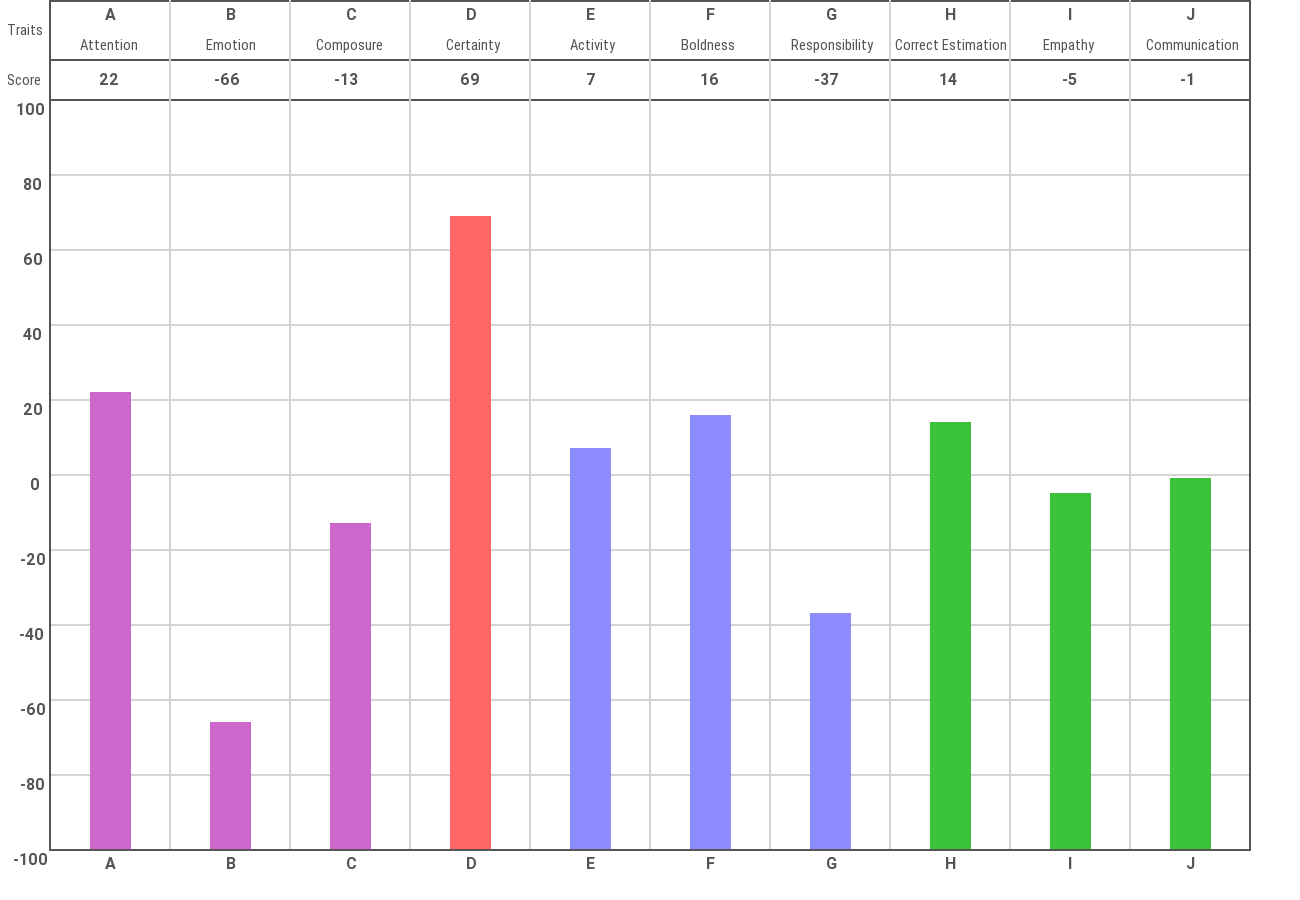 A B C D E F G H I J
Traits
Attention Emotion Composure Certainty Activity Boldness Responsibility Correct Estimation Empathy Communication
Score 22 -66 -13 69 7 16 -37 14 -5 -1
100
80
60
40
20
0
-20
-40
-60
-80
-100
A B C D E F G H I J